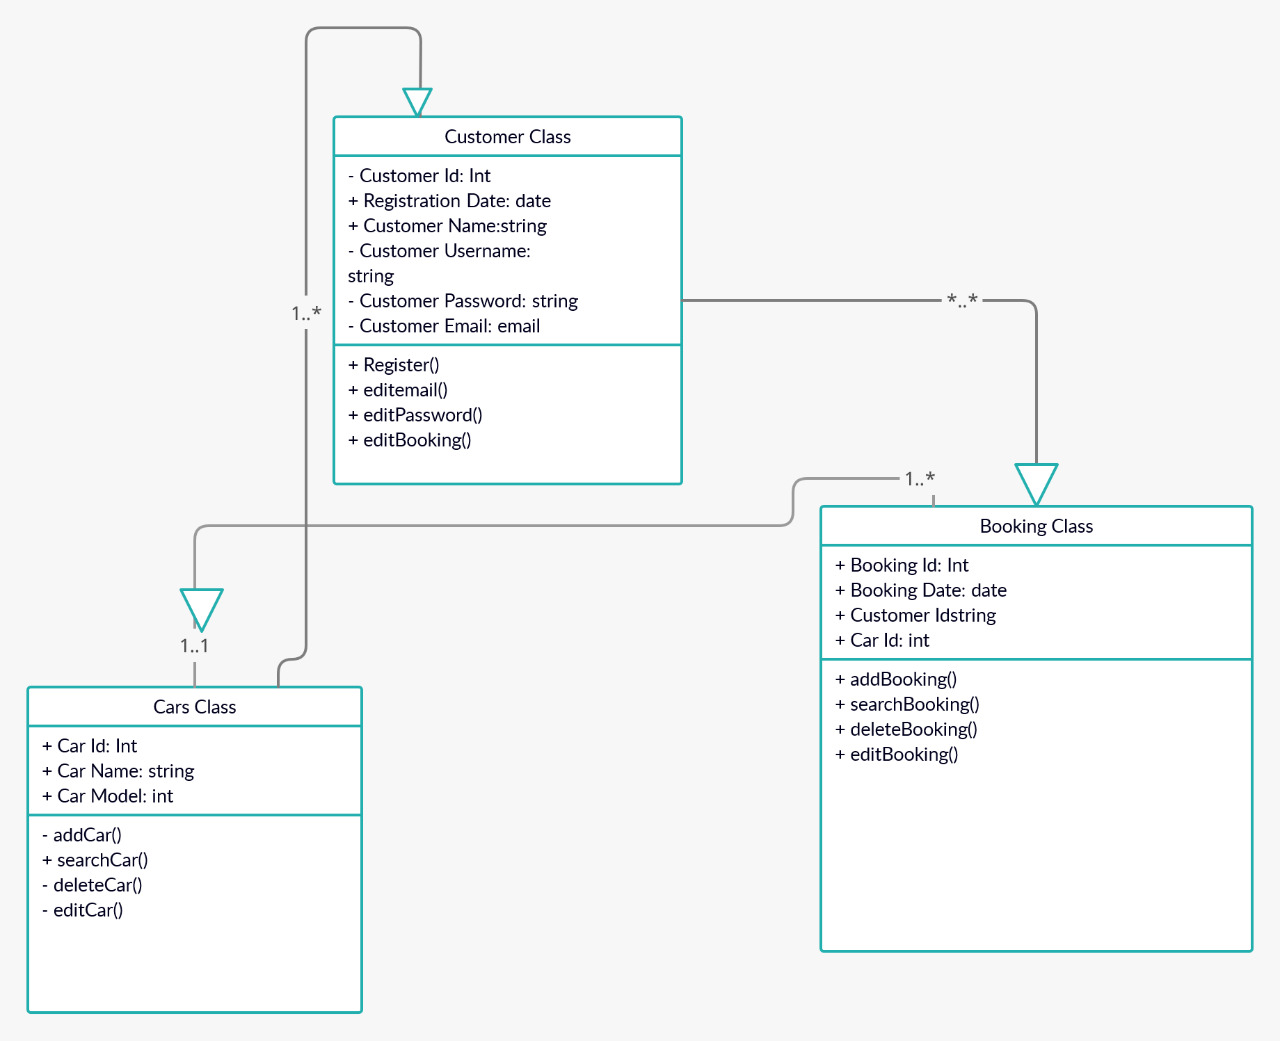 Customer Class
- Customer Id: Int
+ Registration Date: date
+ Customer Name:string
- Customer Username:
string
- Customer Password: string
- Customer Email: email
+ Register()
+ editemail()
+ editPassword()
+ editBooking()
1..*
*..*
1..*
1..1
Booking Class
+ Booking Id: Int
+ Booking Date: date
+ Customer Idstring
+ Car Id: int
+ addBooking()
+ searchBooking()
+ deleteBooking()
+ editBooking()
Cars Class
+ Car Id: Int
+ Car Name: string
+ Car Model: int
- addCar()
+ searchCar()
- deleteCar()
- editCar()